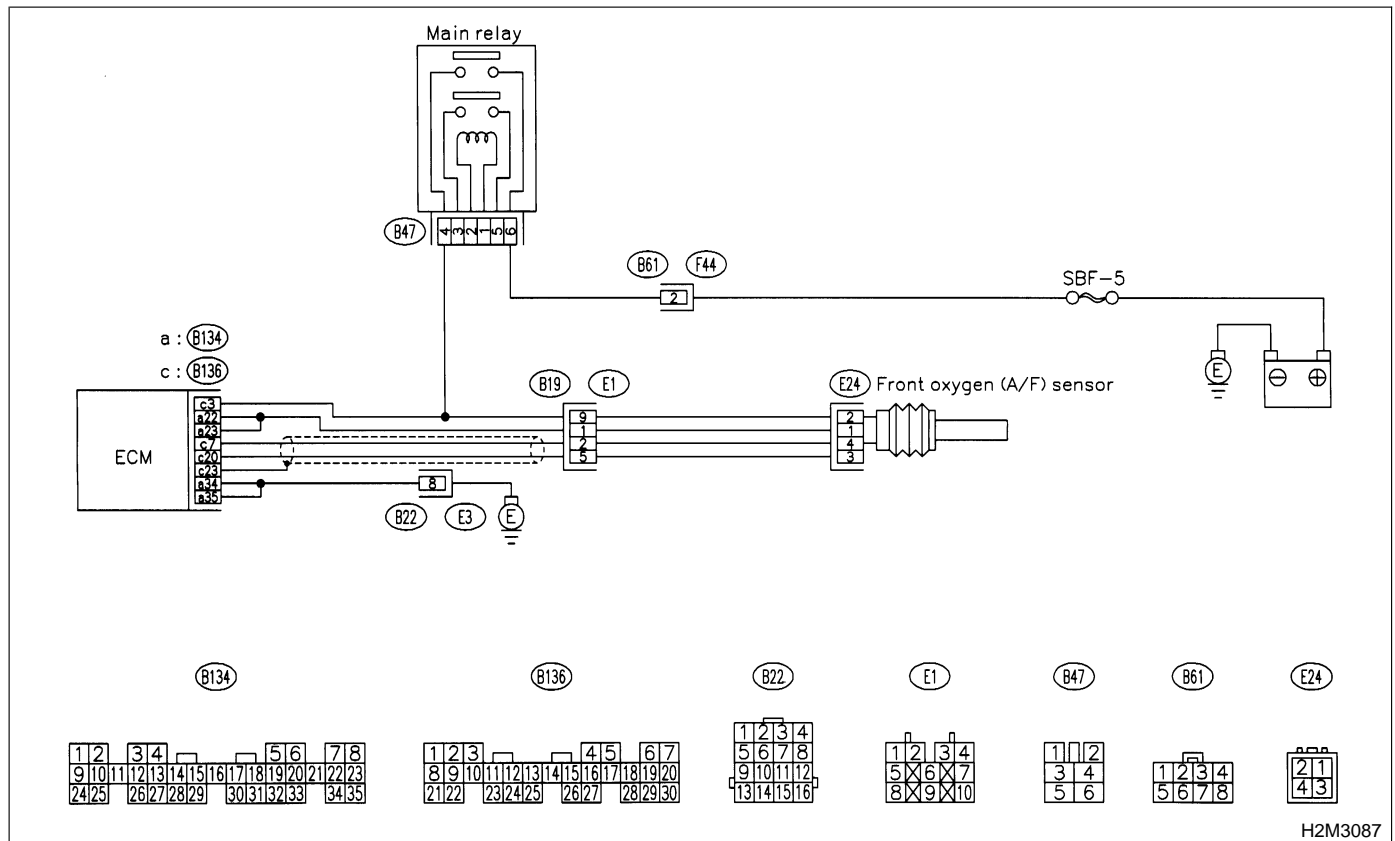 Main relay
B47
4 3 2 1 5 6
B61 F44
2
SBF-5
E
⊖ ⊕
a : B134
c : B136
B19 E1
E24 Front oxygen (A/F) sensor
ECM
c3
a22
a23
c7
c20
c23
a34
a35
9
1
2
5
2
1
4
3
8
B22 E3 E
B134
1 2 3 4 5 6 7 8
9 10 11 12 13 14 15 16 17 18 19 20 21 22 23
24 25 26 27 28 29 30 31 32 33 34 35
B136
1 2 3 4 5 6 7
8 9 10 11 12 13 14 15 16 17 18 19 20
21 22 23 24 25 26 27 28 29 30
B22
1 2 3 4
5 6 7 8
9 10 11 12
13 14 15 16
E1
1 2 3 4
5 6 7
8 9 10
B47
1 2
3 4
5 6
B61
1 2 3 4
5 6 7 8
E24
2 1
4 3
H2M3087